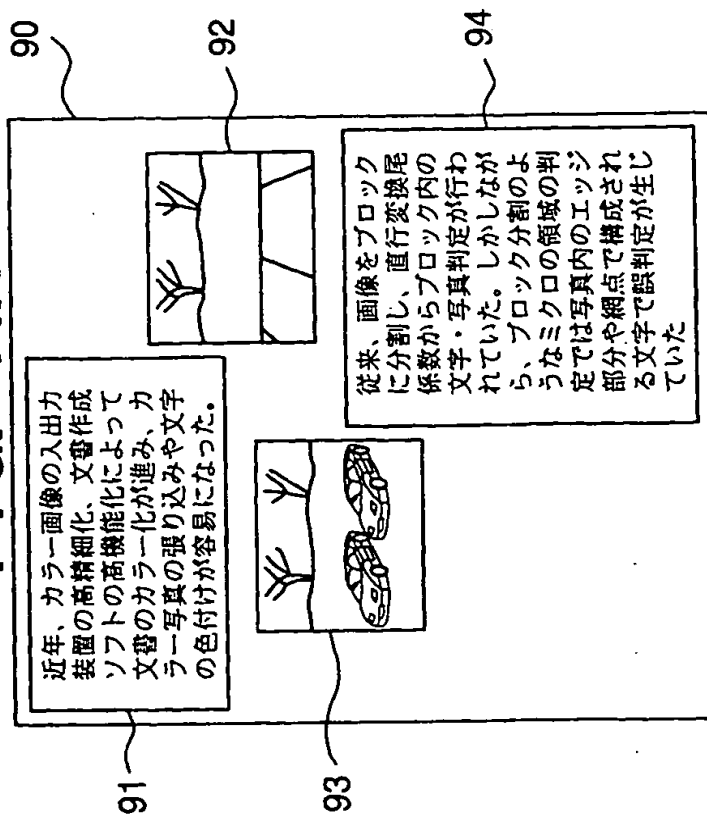 90
91
近年、カラー画像の入出力
装置の高精細化、文書作成
ソフトの高機能化によって
文書のカラー化が進み、カ
ラー写真の張り込みや文字
の色付けが容易になった。
92
93
従来、画像をブロック
に分割し、直行変換尾
係数からブロック内の
文字・写真判定が行わ
れていた。しかしなが
ら、ブロック分割のよ
うなミクロの領域の判
定では写真内のエッジ
部分や網点で構成され
る文字で誤判定が生じ
ていた
94